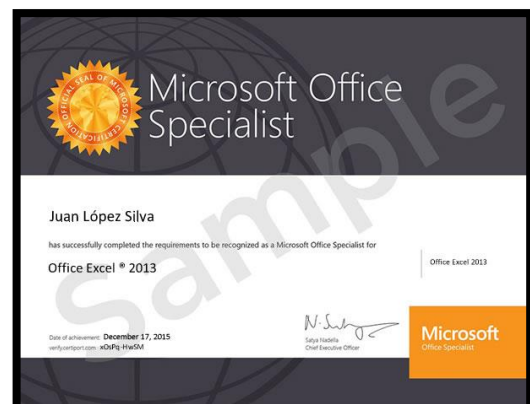 OFFICIAL SEAL OF MICROSOFT CERTIFICATION
Microsoft Office
Specialist
Sample
Juan López Silva
has successfully completed the requirements to be recognized as a Microsoft Office Specialist for
Office Excel ® 2013
Office Excel 2013
Date of achievement: December 17, 2015
verify.certiport.com: xOsPq-HwSM
N. Satya
Satya Nadella
Chief Executive Officer
Microsoft
Office Specialist